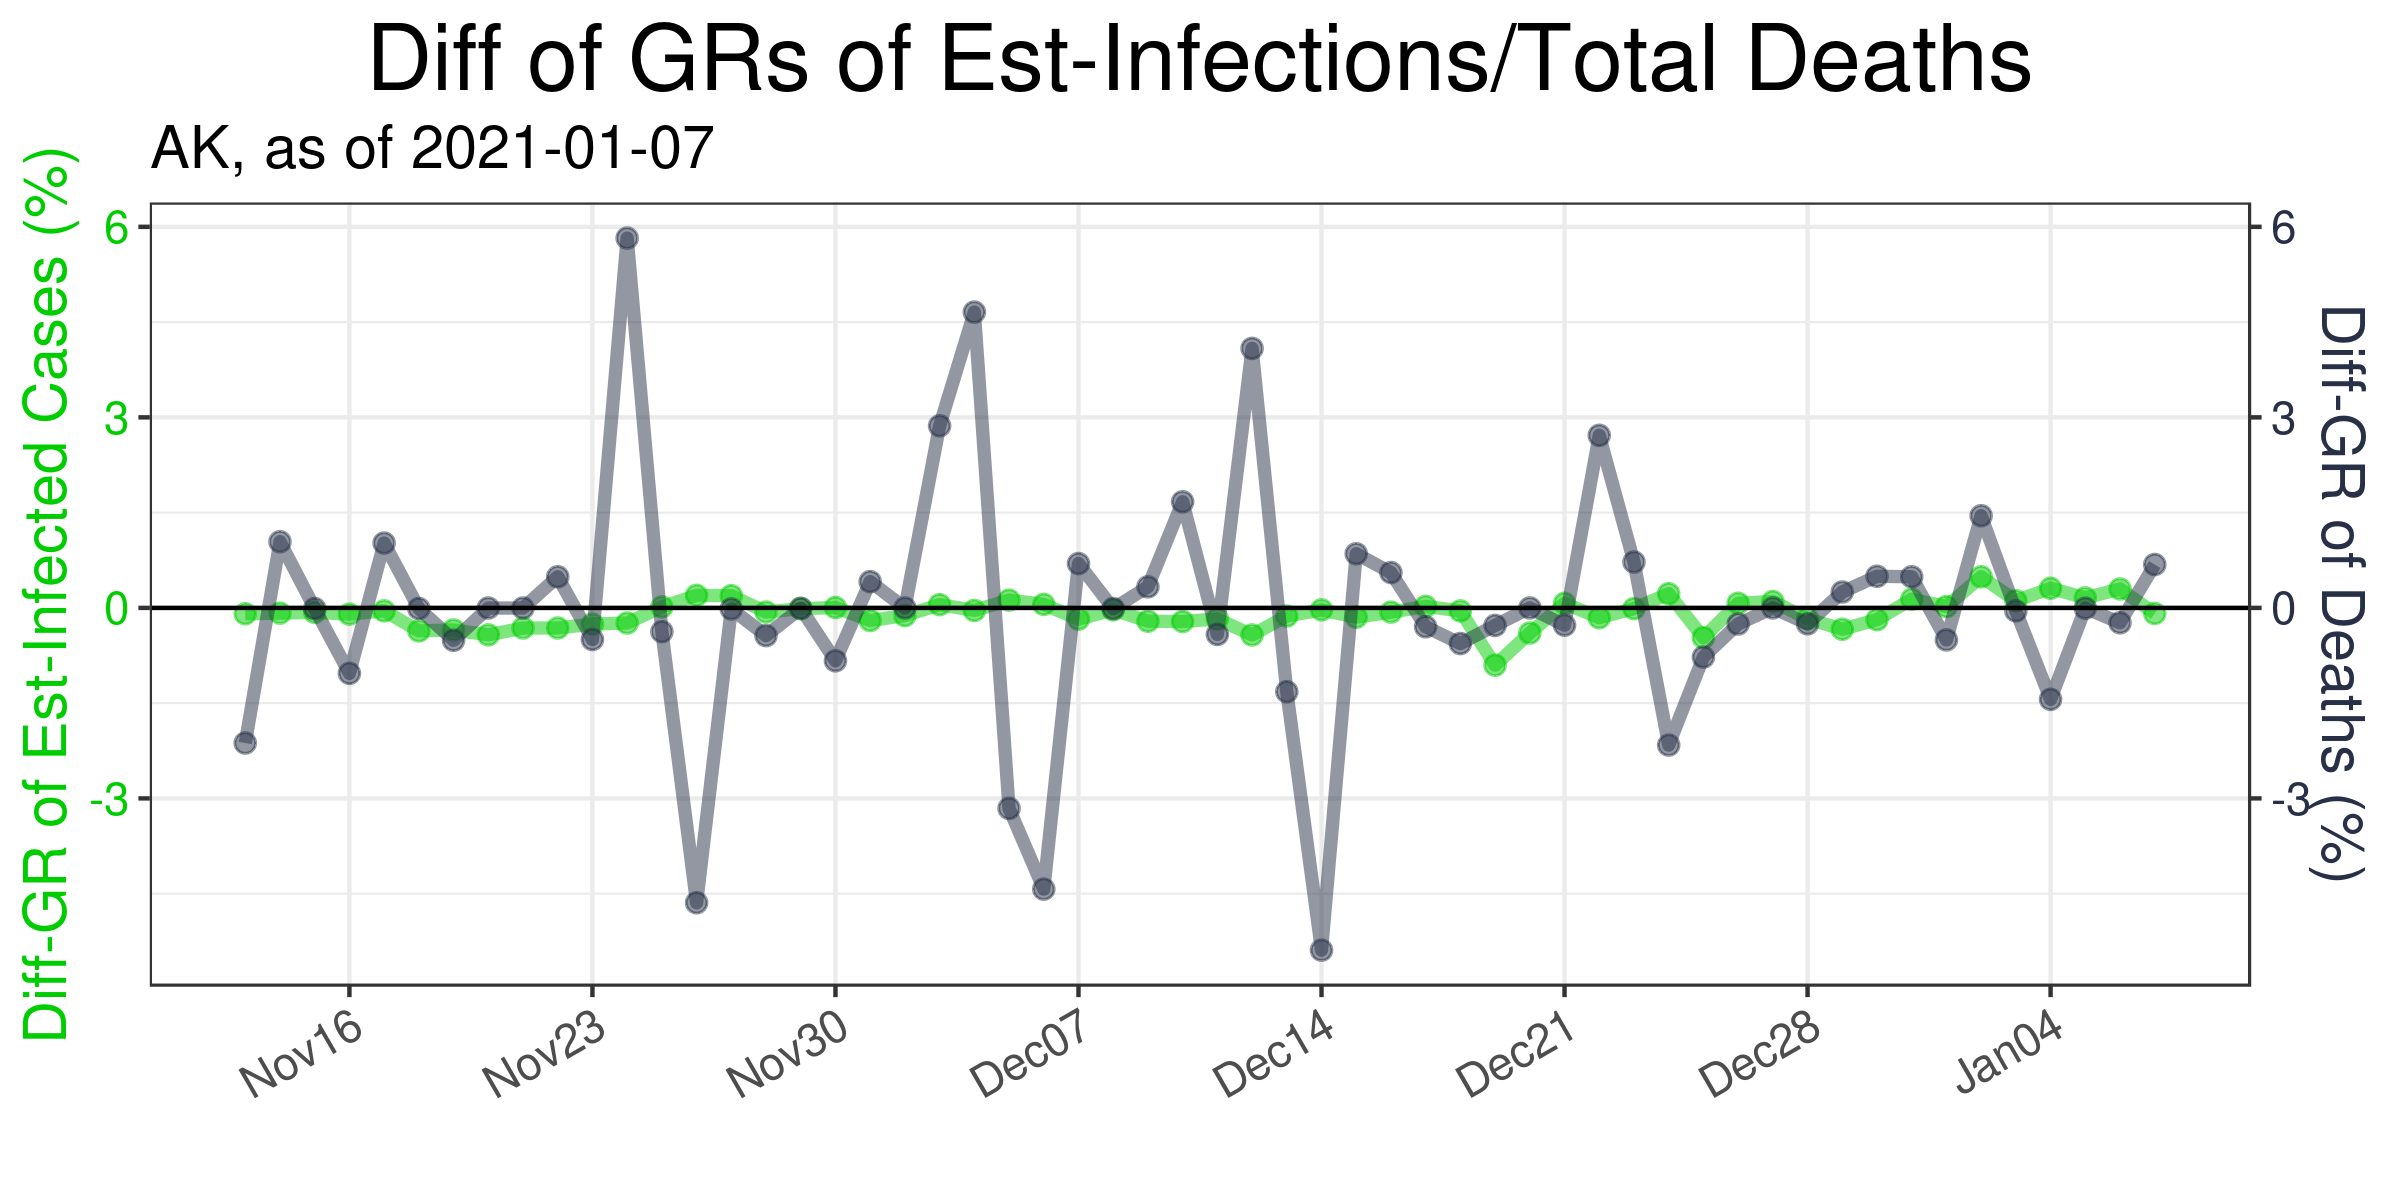 Diff of GRs of Est-Infections/Total Deaths
AK, as of 2021-01-07
Diff-GR of Est-Infected Cases (%)
6
3
0
-3
6
3
0
-3
Diff-GR of Deaths (%)
Nov16
Nov23
Nov30
Dec07
Dec14
Dec21
Dec28
Jan04